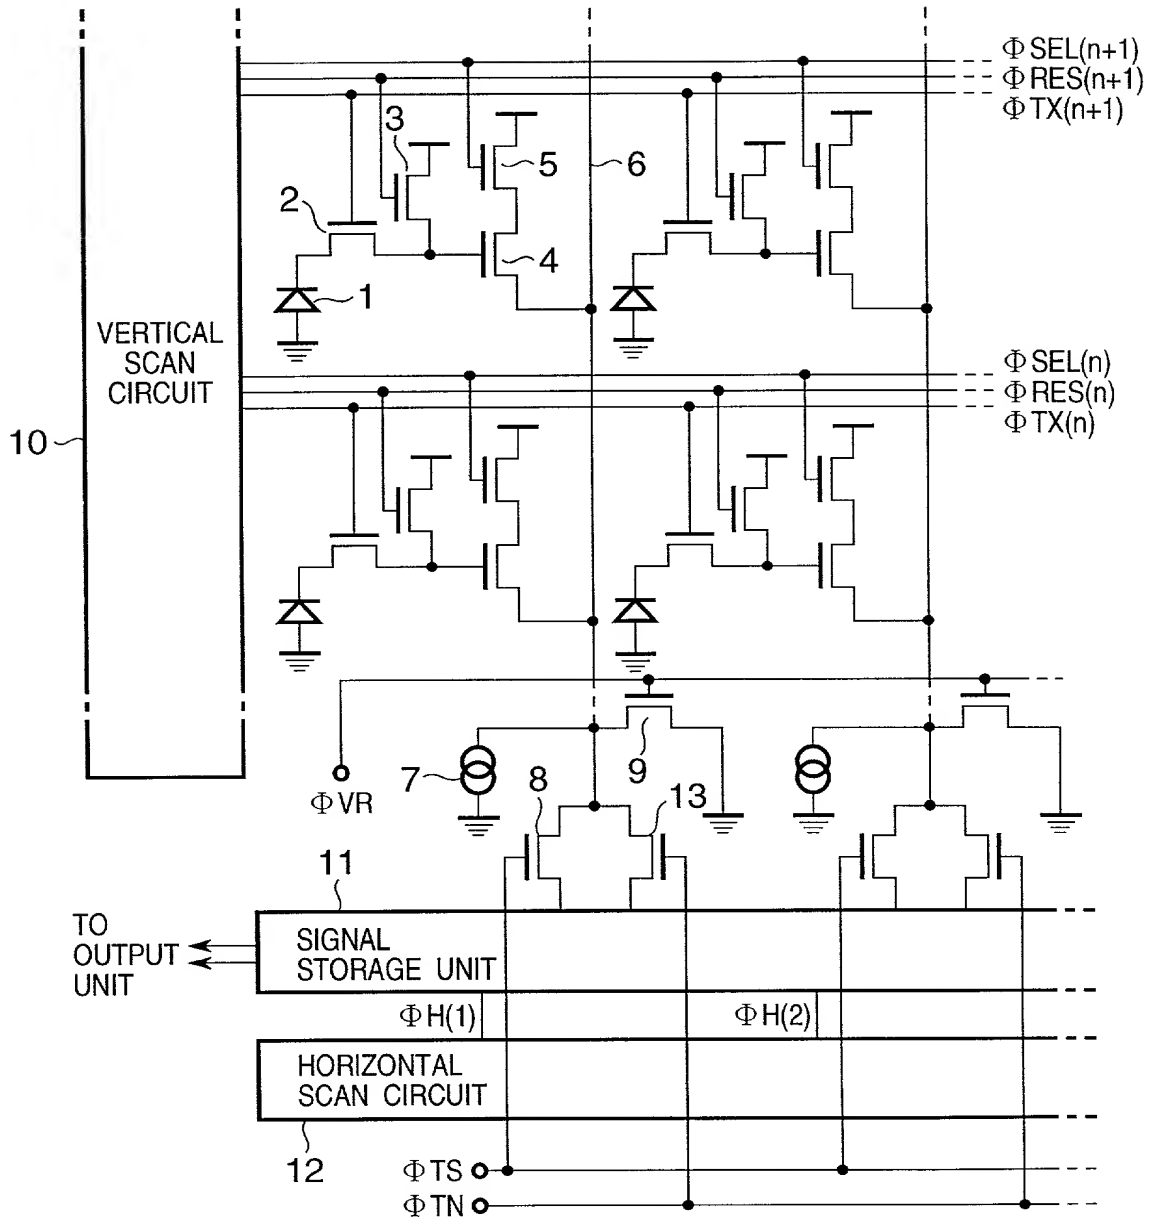 ΦSEL(n+1)
ΦRES(n+1)
ΦTX(n+1)
3
5
6
2
4
1
VERTICAL
SCAN
CIRCUIT
ΦSEL(n)
ΦRES(n)
ΦTX(n)
10
7
8
9
13
ΦVR
11
TO
OUTPUT
UNIT
SIGNAL
STORAGE UNIT
ΦH(1)
ΦH(2)
HORIZONTAL
SCAN CIRCUIT
12
ΦTS
ΦTN